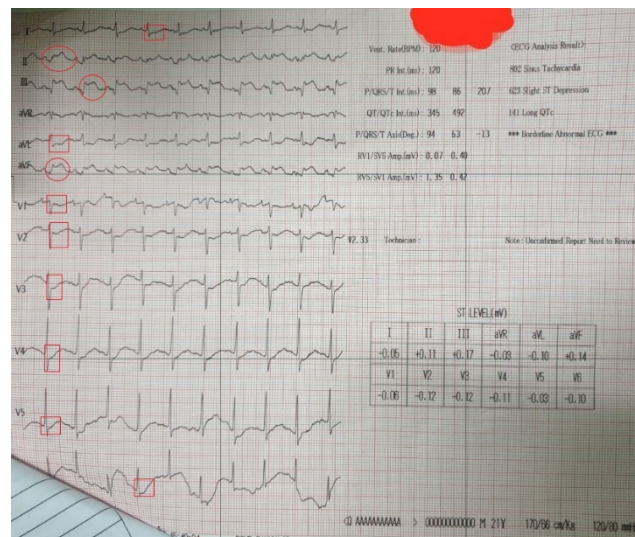 I
II
III
aVR
aVL
aVF
V1
V2
V3
V4
V5
Vent. Rate(BPM) : 120
PR Int.(ms) : 120
P/QRS/T Int.(ms) : 98 86 207
QT/QTc Int.(ms) : 345 492
P/QRS/T Axis(Deg.) : 94 63 -13
RV1/SV5 Amp.(mV) : 0.07 0.40
RV5/SV1 Amp.(mV) : 1.35 0.42
<ECG Analysis Result>
802 Sinus Tachycardia
623 Slight ST Depression
141 Long QTc
*** Borderline Abnormal ECG ***
V2.33 Technician : Note : Unconfirmed Report Need to Review
ST LEVEL(mV)
I II III aVR aVL aVF
-0.05 +0.11 +0.17 -0.03 -0.10 +0.14
V1 V2 V3 V4 V5 V6
-0.06 -0.12 -0.12 -0.11 -0.03 -0.10
> 00000000000 M 21Y 170/66 cm/Kg 120/80